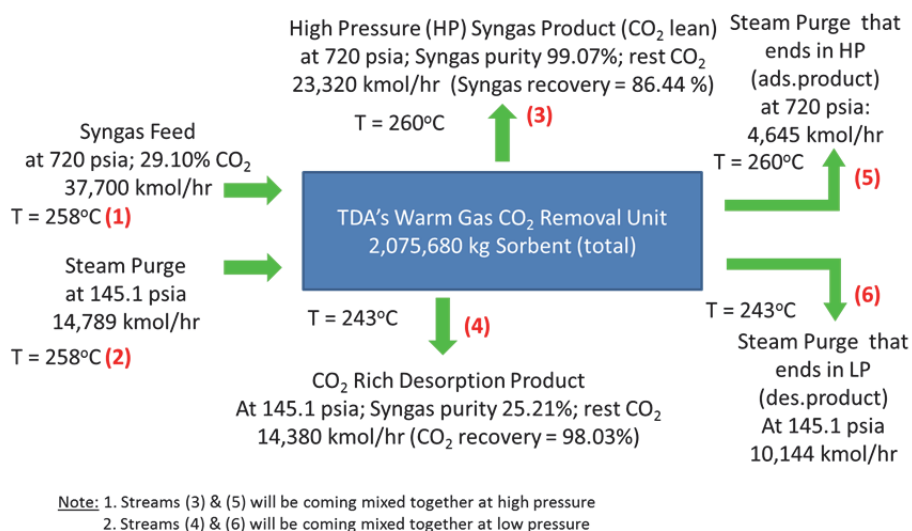 High Pressure (HP) Syngas Product (CO₂ lean)
at 720 psia; Syngas purity 99.07%; rest CO₂
23,320 kmol/hr (Syngas recovery = 86.44 %)
T = 260°C
(3)
Steam Purge that
ends in HP
(ads.product)
at 720 psia:
4,645 kmol/hr
T = 260°C
(5)
Syngas Feed
at 720 psia; 29.10% CO₂
37,700 kmol/hr
T = 258°C (1)
Steam Purge
at 145.1 psia
14,789 kmol/hr
T = 258°C (2)
TDA's Warm Gas CO₂ Removal Unit
2,075,680 kg Sorbent (total)
T = 243°C
(4)
CO₂ Rich Desorption Product
At 145.1 psia; Syngas purity 25.21%; rest CO₂
14,380 kmol/hr (CO₂ recovery = 98.03%)
T = 243°C
(6)
Steam Purge that
ends in LP
(des.product)
At 145.1 psia
10,144 kmol/hr
Note: 1. Streams (3) & (5) will be coming mixed together at high pressure
2. Streams (4) & (6) will be coming mixed together at low pressure